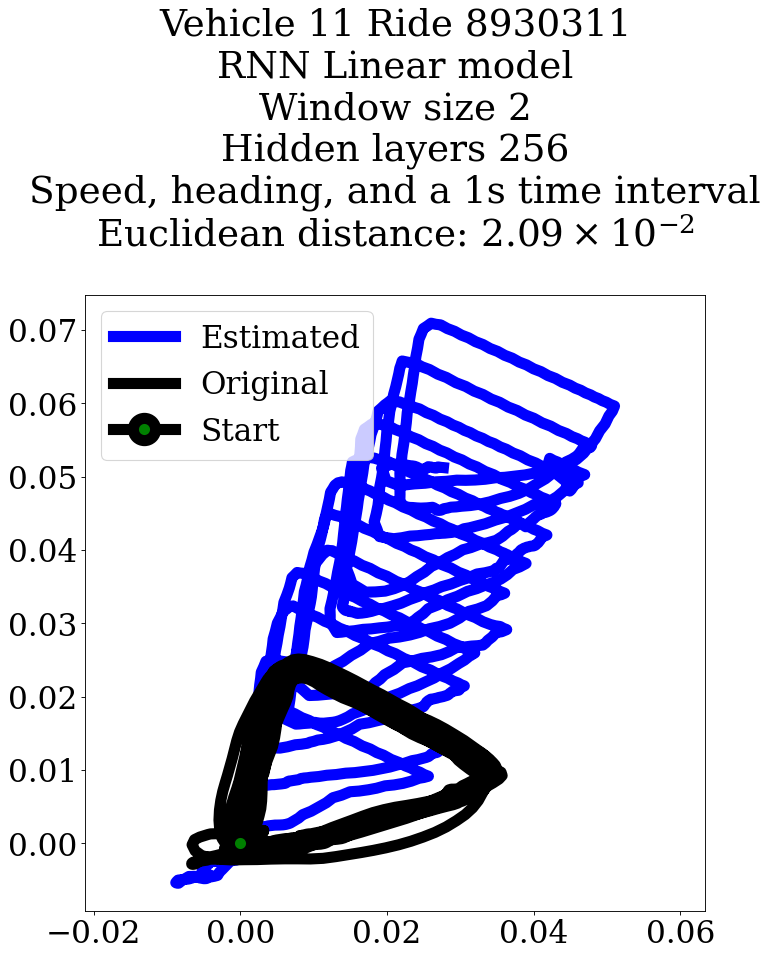 Vehicle 11 Ride 8930311
RNN Linear model
Window size 2
Hidden layers 256
Speed, heading, and a 1s time interval
Euclidean distance: 2.09 × 10⁻²
Estimated
Original
Start
0.07
0.06
0.05
0.04
0.03
0.02
0.01
0.00
−0.02 0.00 0.02 0.04 0.06